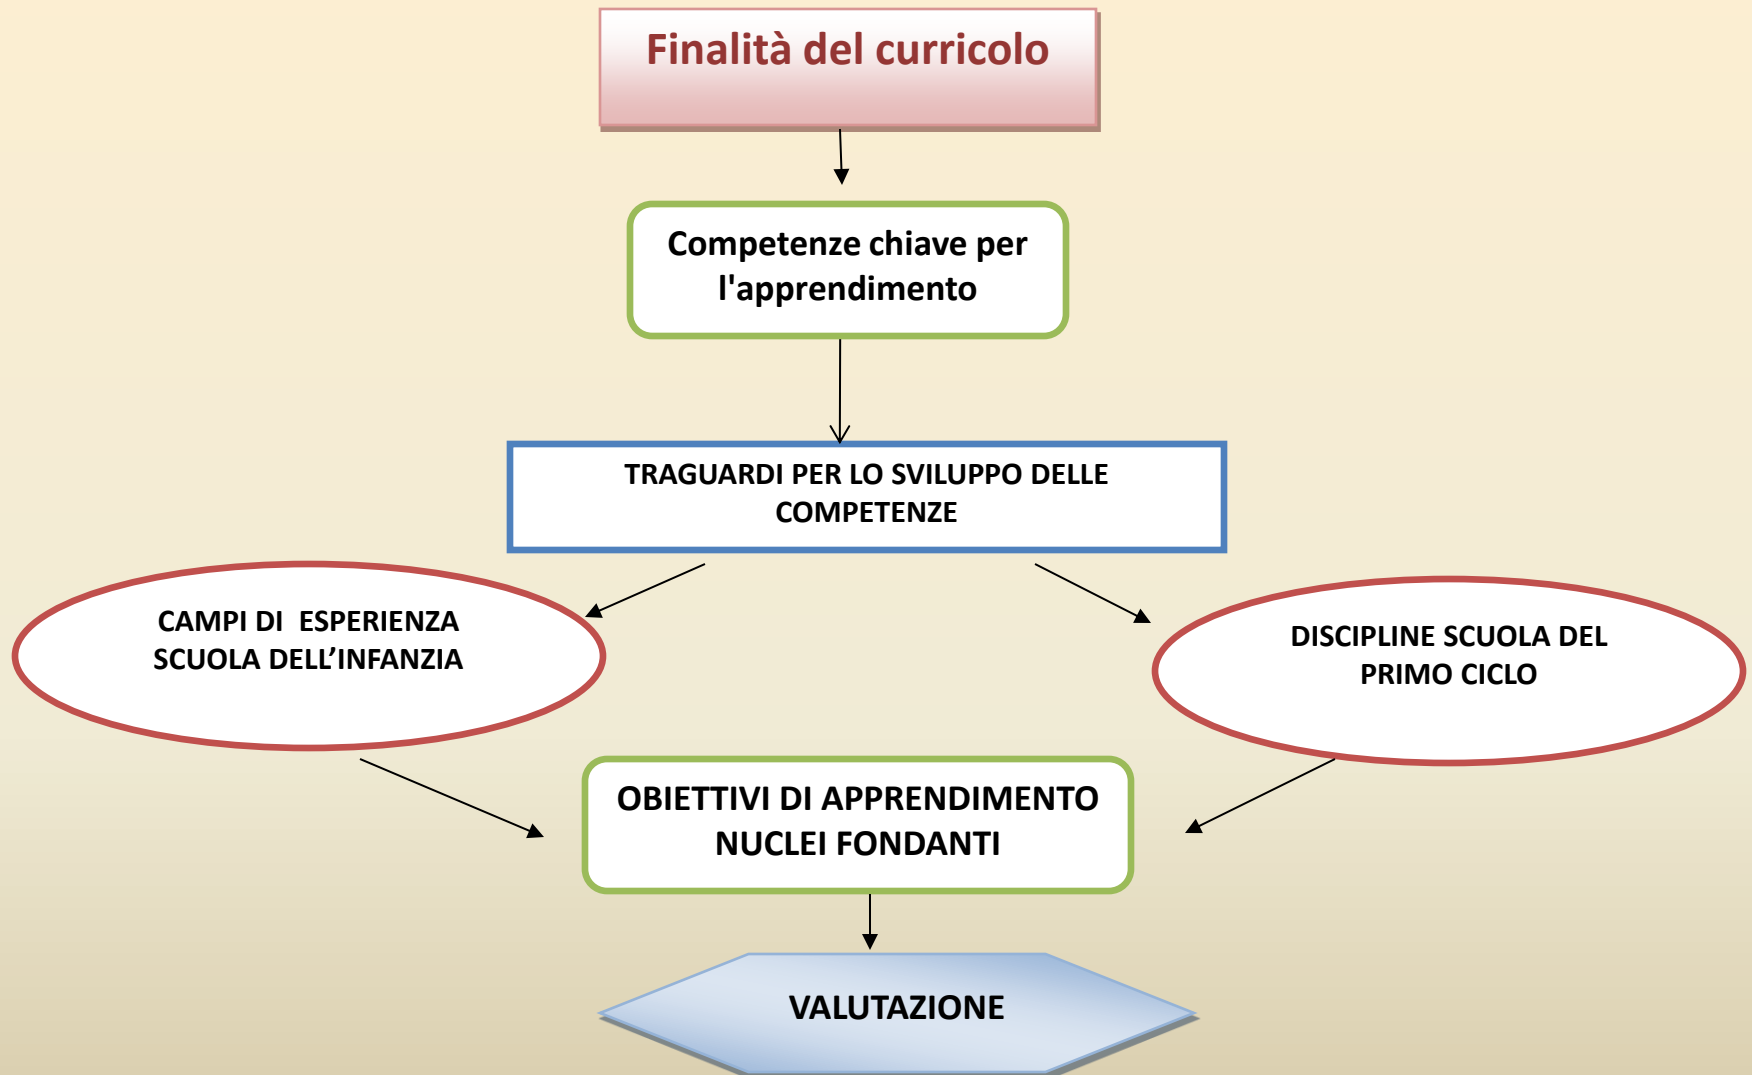 Finalità del curricolo
Competenze chiave per
l'apprendimento
TRAGUARDI PER LO SVILUPPO DELLE
COMPETENZE
CAMPI DI  ESPERIENZA
SCUOLA DELL’INFANZIA
DISCIPLINE SCUOLA DEL
PRIMO CICLO
OBIETTIVI DI APPRENDIMENTO
NUCLEI FONDANTI
VALUTAZIONE